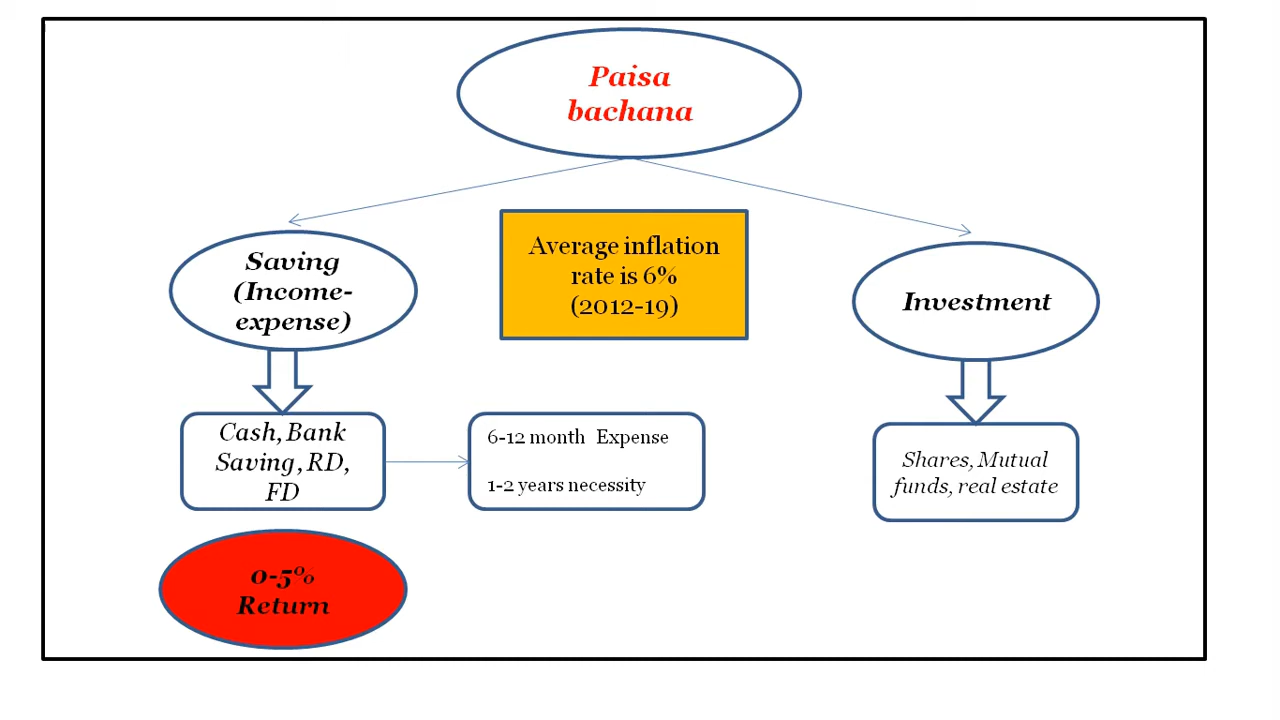 Paisa
bachana
Average inflation
rate is 6%
(2012-19)
Saving
(Income-
expense)
Investment
Cash, Bank
Saving, RD,
FD
6-12 month Expense
1-2 years necessity
Shares, Mutual
funds, real estate
0-5%
Return